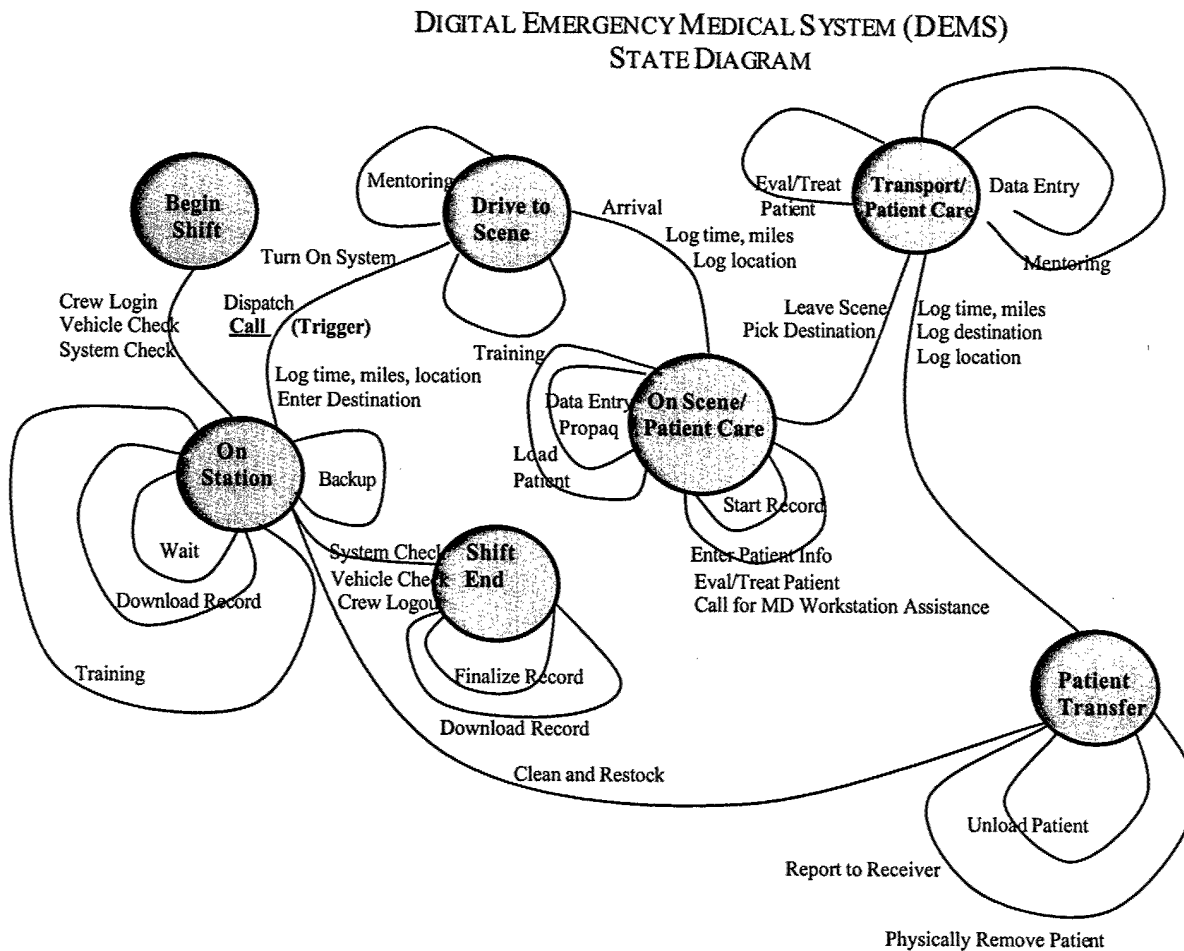 DIGITAL EMERGENCY MEDICAL SYSTEM (DEMS)
STATE DIAGRAM
Begin
Shift
Crew Login
Vehicle Check
System Check
Mentoring
Drive to
Scene
Turn On System
Dispatch
Call (Trigger)
Log time, miles, location
Enter Destination
Training
Arrival
Log time, miles
Log location
Eval/Treat
Patient
Transport/
Patient Care
Data Entry
Mentoring
Leave Scene
Pick Destination
Log time, miles
Log destination
Log location
Data Entry
Propaq
Load
Patient
On Scene/
Patient Care
Start Record
Enter Patient Info
Eval/Treat Patient
Call for MD Workstation Assistance
On
Station
Backup
Wait
Download Record
Training
System Check
Vehicle Check
Crew Logout
Shift
End
Finalize Record
Download Record
Clean and Restock
Patient
Transfer
Unload Patient
Report to Receiver
Physically Remove Patient